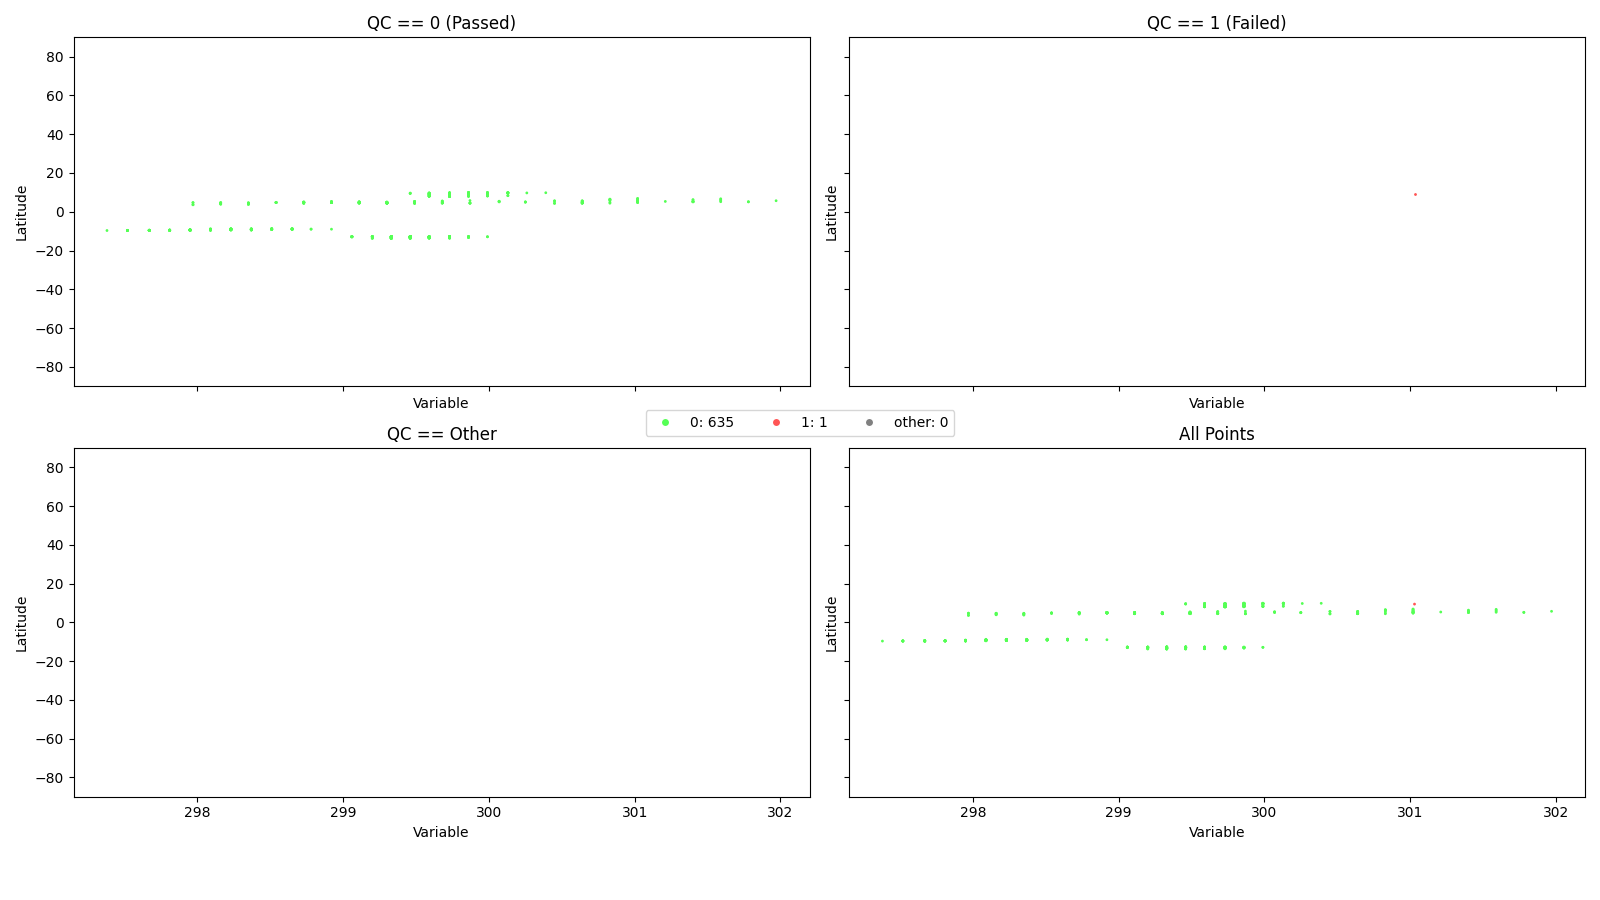 QC == 0 (Passed)
QC == 1 (Failed)
80
60
40
20
0
−20
−40
−60
−80
Latitude
Latitude
Variable
Variable
0: 635
1: 1
other: 0
QC == Other
All Points
80
60
40
20
0
−20
−40
−60
−80
Latitude
Latitude
298
299
300
301
302
298
299
300
301
302
Variable
Variable